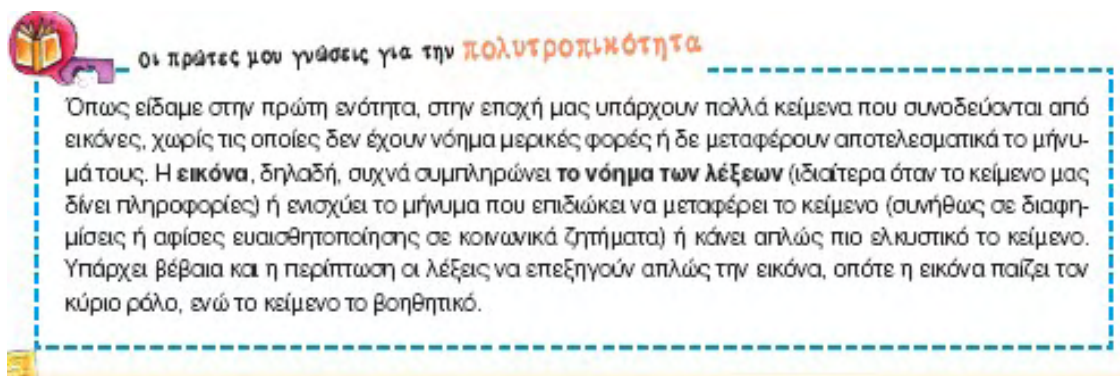 Οι πρώτες μου γνώσεις για την πολυτροπικότητα
Όπως είδαμε στην πρώτη ενότητα, στην εποχή μας υπάρχουν πολλά κείμενα που συνοδεύονται από
εικόνες, χωρίς τις οποίες δεν έχουν νόημα μερικές φορές ή δε μεταφέρουν αποτελεσματικά το μήνυ-
μά τους. Η εικόνα, δηλαδή, συχνά συμπληρώνει το νόημα των λέξεων (ιδιαίτερα όταν το κείμενο μας
δίνει πληροφορίες) ή ενισχύει το μήνυμα που επιδιώκει να μεταφέρει το κείμενο (συνήθως σε διαφη-
μίσεις ή αφίσες ευαισθητοποίησης σε κοινωνικά ζητήματα) ή κάνει απλώς πιο ελκυστικό το κείμενο.
Υπάρχει βέβαια και η περίπτωση οι λέξεις να επεξηγούν απλώς την εικόνα, οπότε η εικόνα παίζει τον
κύριο ρόλο, ενώ το κείμενο το βοηθητικό.